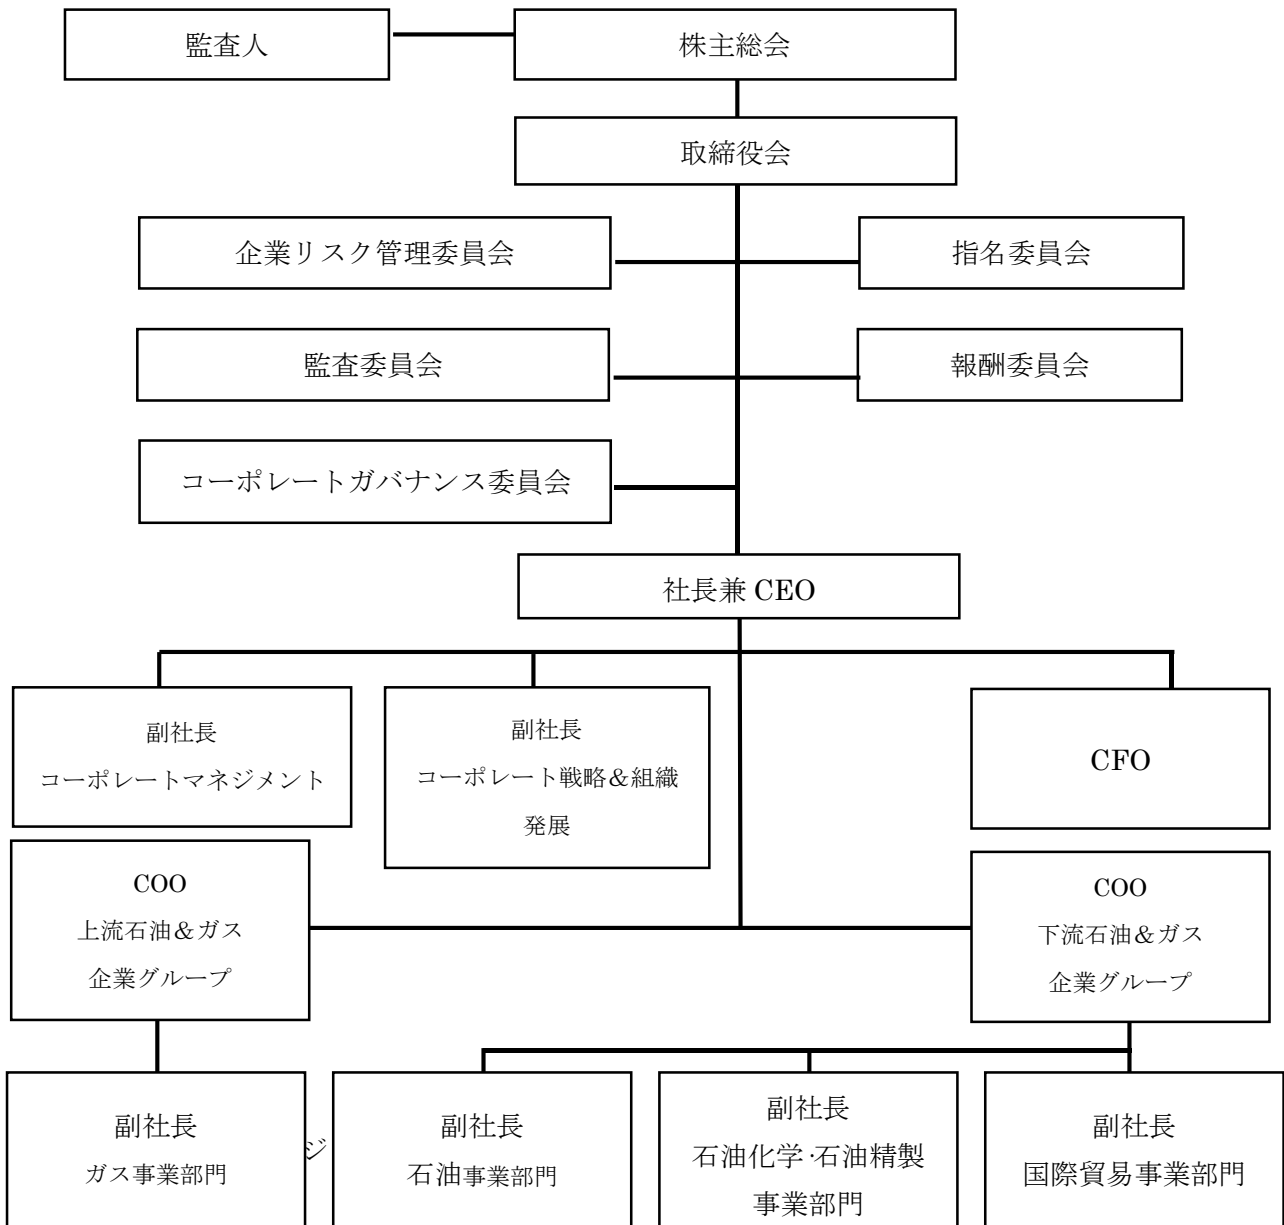 監査人
株主総会
取締役会
企業リスク管理委員会
指名委員会
監査委員会
報酬委員会
コーポレートガバナンス委員会
社長兼 CEO
副社長
コーポレートマネジメント
副社長
コーポレート戦略&組織
発展
CFO
COO
上流石油&ガス
企業グループ
COO
下流石油&ガス
企業グループ
副社長
ガス事業部門
ジ
副社長
石油事業部門
副社長
石油化学·石油精製
事業部門
副社長
国際貿易事業部門